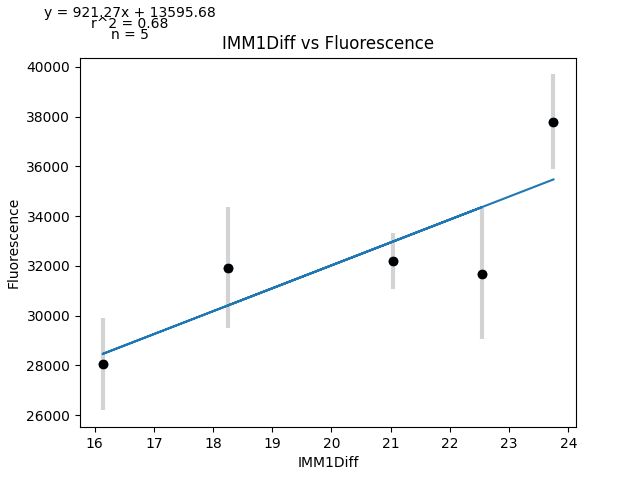 y = 921.27x + 13595.68
r^2 = 0.68
n = 5
IMM1Diff vs Fluorescence
40000
38000
36000
34000
32000
30000
28000
26000
Fluorescence
16 17 18 19 20 21 22 23 24
IMM1Diff